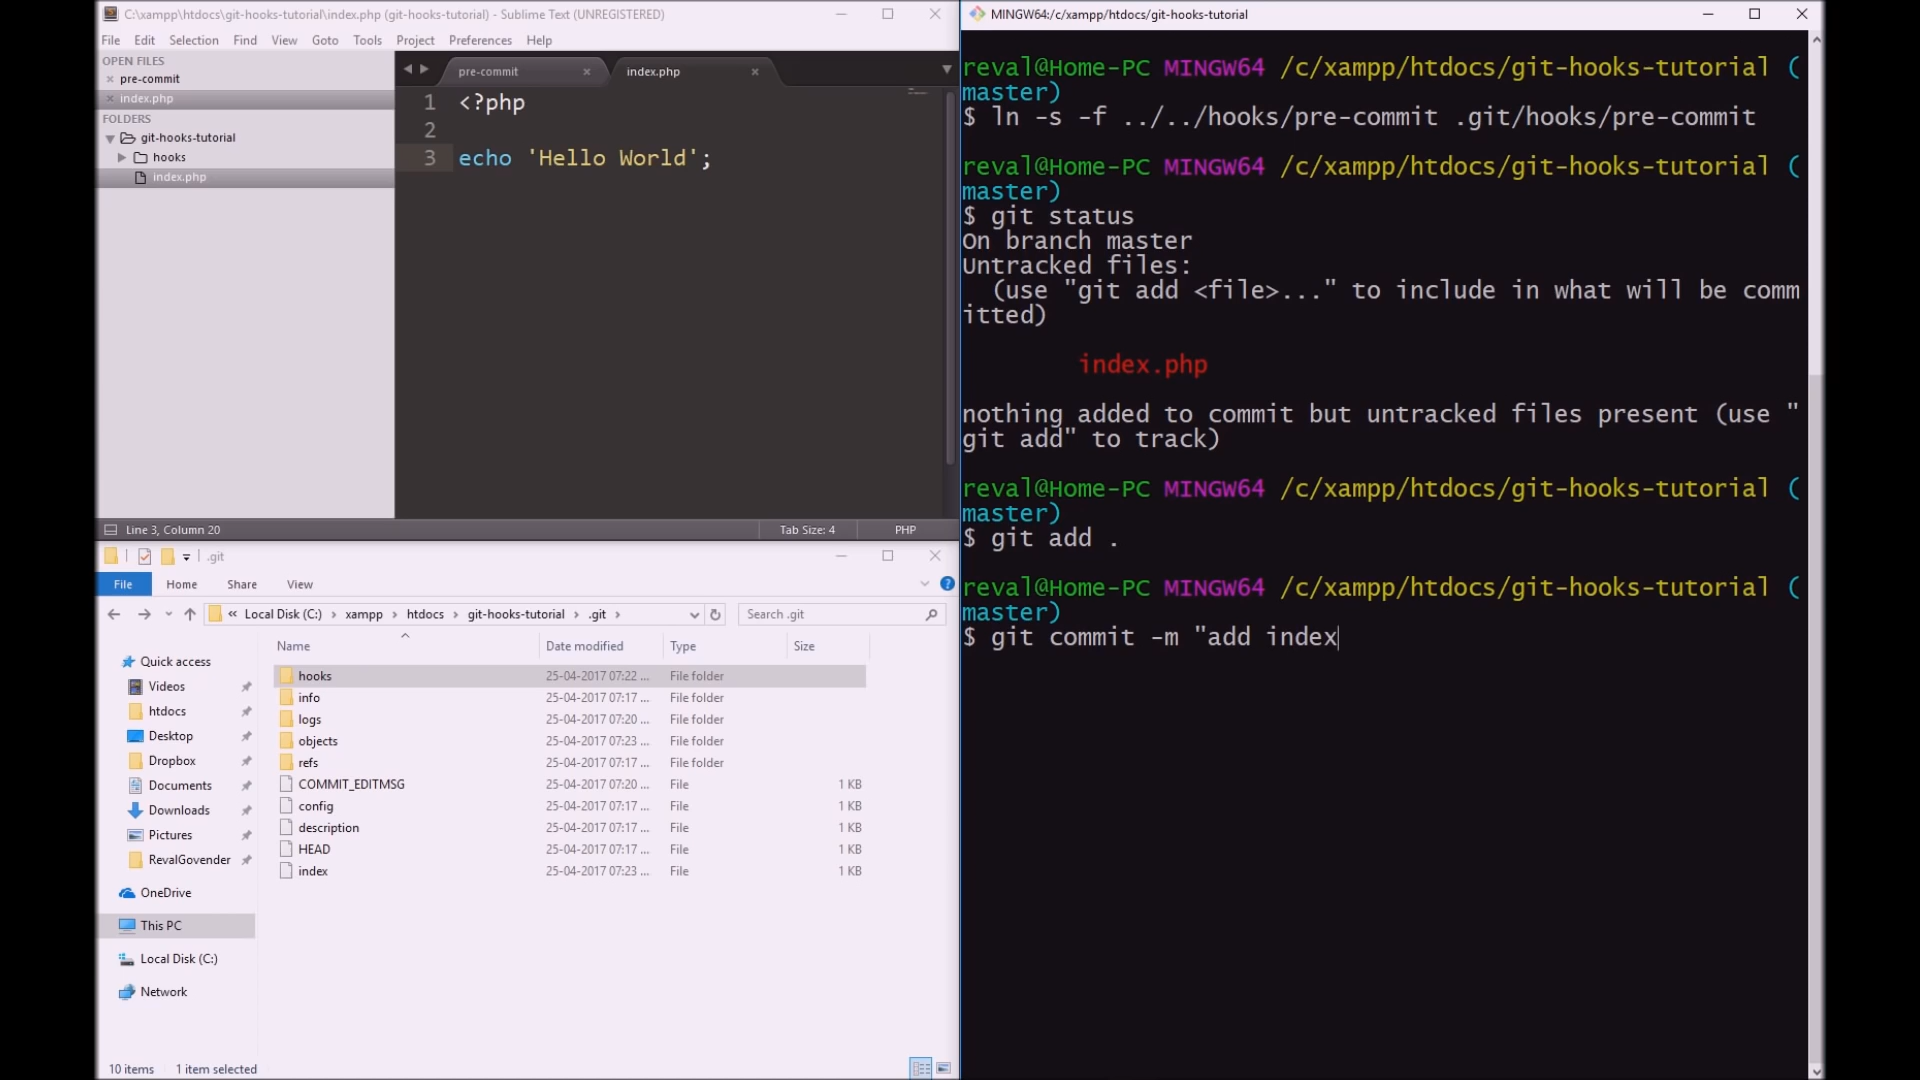 C:\xampp\htdocs\git-hooks-tutorial\index.php (git-hooks-tutorial) - Sublime Text (UNREGISTERED)
File Edit Selection Find View Goto Tools Project Preferences Help
OPEN FILES
pre-commit
index.php
FOLDERS
git-hooks-tutorial
hooks
index.php
pre-commit
index.php
1 <?php
2
3 echo 'Hello World';
Line 3, Column 20
Tab Size: 4
PHP
.git
File Home Share View
« Local Disk (C:) › xampp › htdocs › git-hooks-tutorial › .git ›
Search .git
Quick access
Videos
htdocs
Desktop
Dropbox
Documents
Downloads
Pictures
RevalGovender
OneDrive
This PC
Local Disk (C:)
Network
Name Date modified Type Size
hooks 25-04-2017 07:22 ... File folder
info 25-04-2017 07:17 ... File folder
logs 25-04-2017 07:20 ... File folder
objects 25-04-2017 07:23 ... File folder
refs 25-04-2017 07:17 ... File folder
COMMIT_EDITMSG 25-04-2017 07:20 ... File 1 KB
config 25-04-2017 07:17 ... File 1 KB
description 25-04-2017 07:17 ... File 1 KB
HEAD 25-04-2017 07:17 ... File 1 KB
index 25-04-2017 07:23 ... File 1 KB
10 items 1 item selected
MINGW64:/c/xampp/htdocs/git-hooks-tutorial
reval@Home-PC MINGW64 /c/xampp/htdocs/git-hooks-tutorial (
master)
$ ln -s -f ../../hooks/pre-commit .git/hooks/pre-commit
reval@Home-PC MINGW64 /c/xampp/htdocs/git-hooks-tutorial (
master)
$ git status
On branch master
Untracked files:
(use "git add <file>..." to include in what will be comm
itted)
index.php
nothing added to commit but untracked files present (use "
git add" to track)
reval@Home-PC MINGW64 /c/xampp/htdocs/git-hooks-tutorial (
master)
$ git add .
reval@Home-PC MINGW64 /c/xampp/htdocs/git-hooks-tutorial (
master)
$ git commit -m "add index